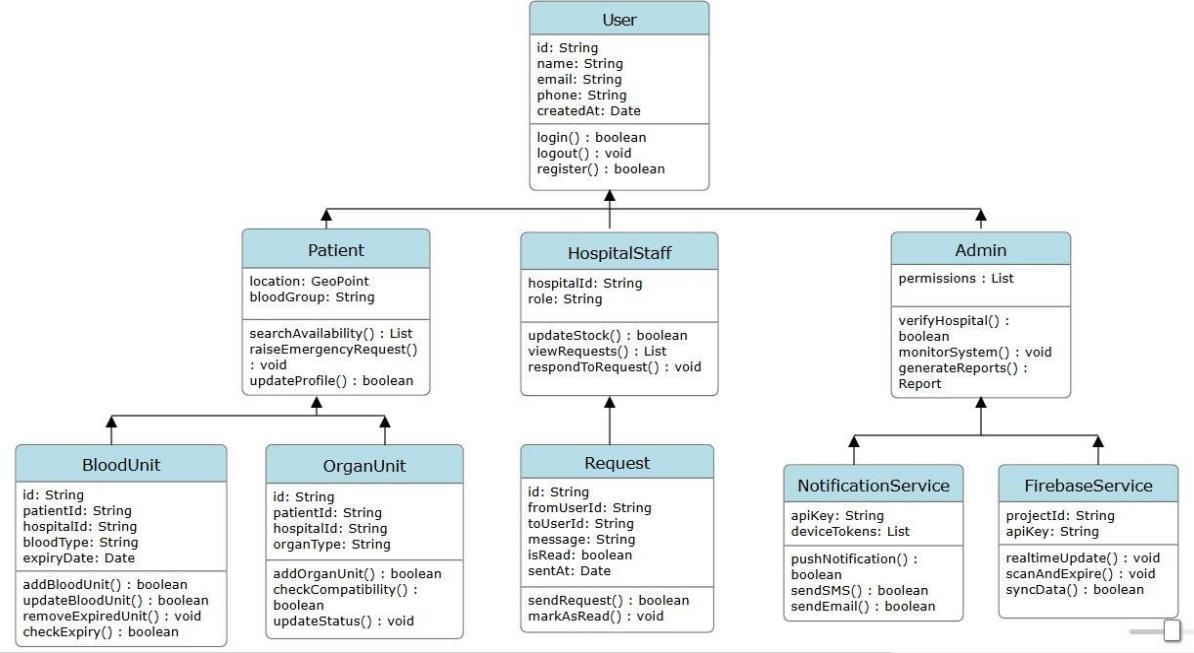 User
id: String
name: String
email: String
phone: String
createdAt: Date
login() : boolean
logout() : void
register() : boolean
Patient
location: GeoPoint
bloodGroup: String
searchAvailability() : List
raiseEmergencyRequest()
: void
updateProfile() : boolean
HospitalStaff
hospitalId: String
role: String
updateStock() : boolean
viewRequests() : List
respondToRequest() : void
Admin
permissions : List
verifyHospital() :
boolean
monitorSystem() : void
generateReports() :
Report
BloodUnit
id: String
patientId: String
hospitalId: String
bloodType: String
expiryDate: Date
addBloodUnit() : boolean
updateBloodUnit() : boolean
removeExpiredUnit() : void
checkExpiry() : boolean
OrganUnit
id: String
patientId: String
hospitalId: String
organType: String
addOrganUnit() : boolean
checkCompatibility() :
boolean
updateStatus() : void
Request
id: String
fromUserId: String
toUserId: String
message: String
isRead: boolean
sentAt: Date
sendRequest() : boolean
markAsRead() : void
NotificationService
apiKey: String
deviceTokens: List
pushNotification() :
boolean
sendSMS() : boolean
sendEmail() : boolean
FirebaseService
projectId: String
apiKey: String
realtimeUpdate() : void
scanAndExpire() : void
syncData() : boolean